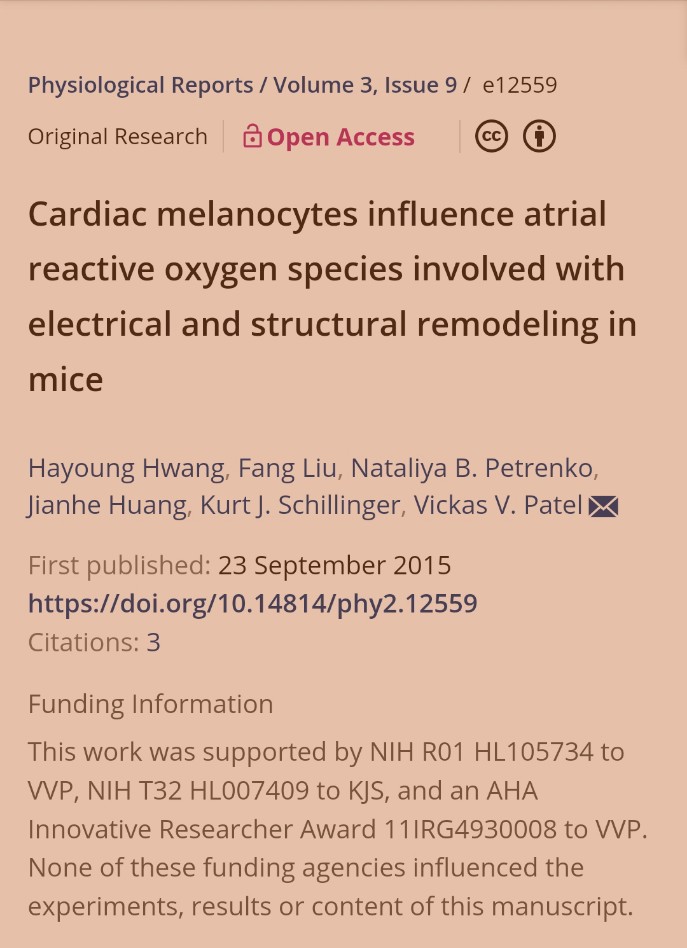 Physiological Reports / Volume 3, Issue 9 / e12559
Original Research Open Access cc
Cardiac melanocytes influence atrial
reactive oxygen species involved with
electrical and structural remodeling in
mice
Hayoung Hwang, Fang Liu, Nataliya B. Petrenko,
Jianhe Huang, Kurt J. Schillinger, Vickas V. Patel
First published: 23 September 2015
https://doi.org/10.14814/phy2.12559
Citations: 3
Funding Information
This work was supported by NIH R01 HL105734 to
VVP, NIH T32 HL007409 to KJS, and an AHA
Innovative Researcher Award 11IRG4930008 to VVP.
None of these funding agencies influenced the
experiments, results or content of this manuscript.